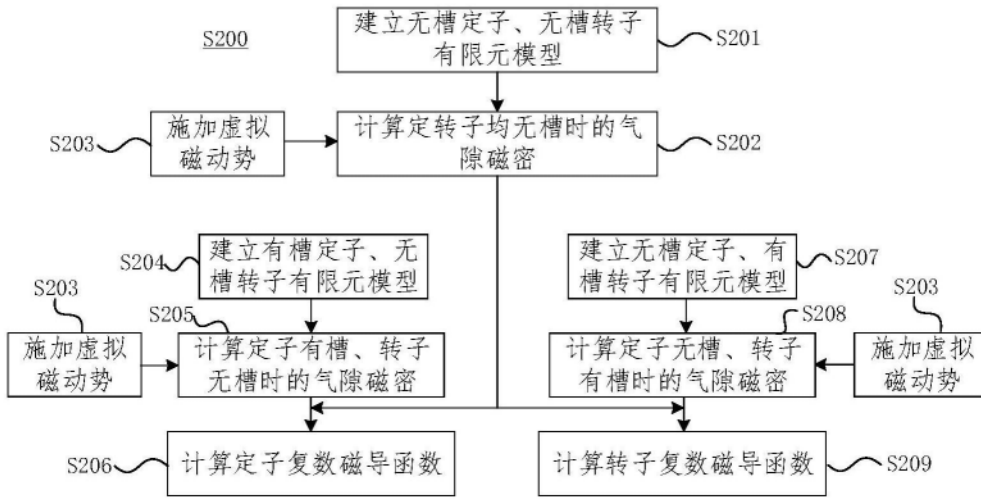 S200
建立无槽定子、无槽转子
有限元模型
S201
S203
施加虚拟
磁动势
计算定转子均无槽时的气
隙磁密
S202
S204
建立有槽定子、无
槽转子有限元模型
建立无槽定子、有
槽转子有限元模型
S207
S203
施加虚拟
磁动势
S205
计算定子有槽、转子
无槽时的气隙磁密
S208
计算定子无槽、转子
有槽时的气隙磁密
S203
施加虚拟
磁动势
S206
计算定子复数磁导函数
计算转子复数磁导函数
S209